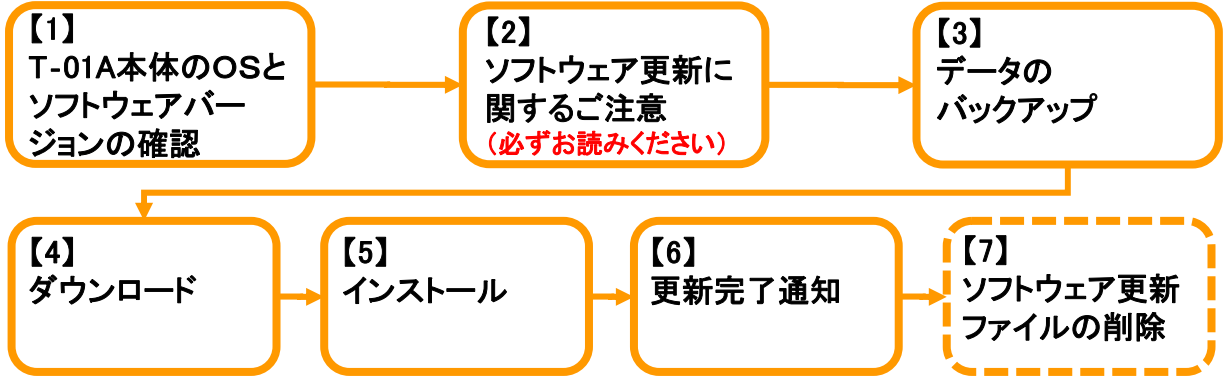 【1】
T-01A本体のＯＳと
ソフトウェアバー
ジョンの確認
【2】
ソフトウェア更新に
関するご注意
（必ずお読みください）
【3】
データの
バックアップ
【4】
ダウンロード
【5】
インストール
【6】
更新完了通知
【7】
ソフトウェア更新
ファイルの削除